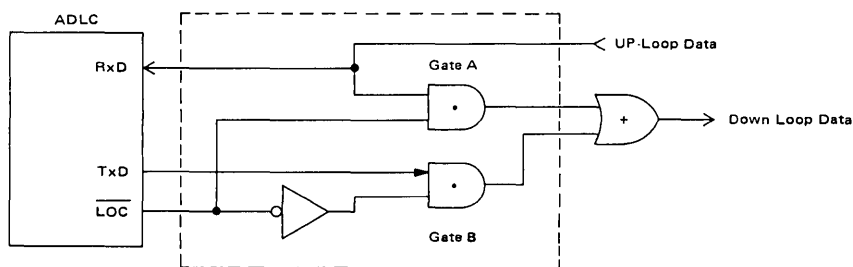 ADLC
RxD
UP-Loop Data
Gate A
•
+
Down Loop Data
TxD
•
LOC
Gate B